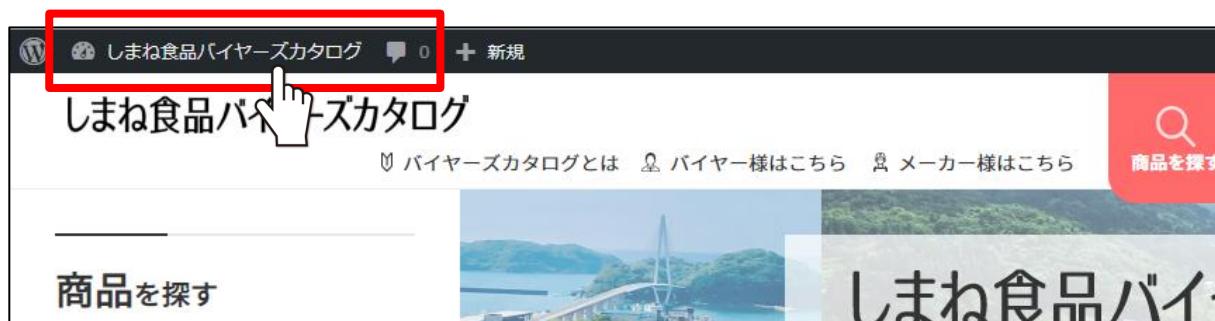 しまね食品バイヤーズカタログ 0 新規
しまね食品バイヤーズカタログ
バイヤーズカタログとは バイヤー様はこちら メーカー様はこちら
商品を探す
商品を探す
しまね食品バイ